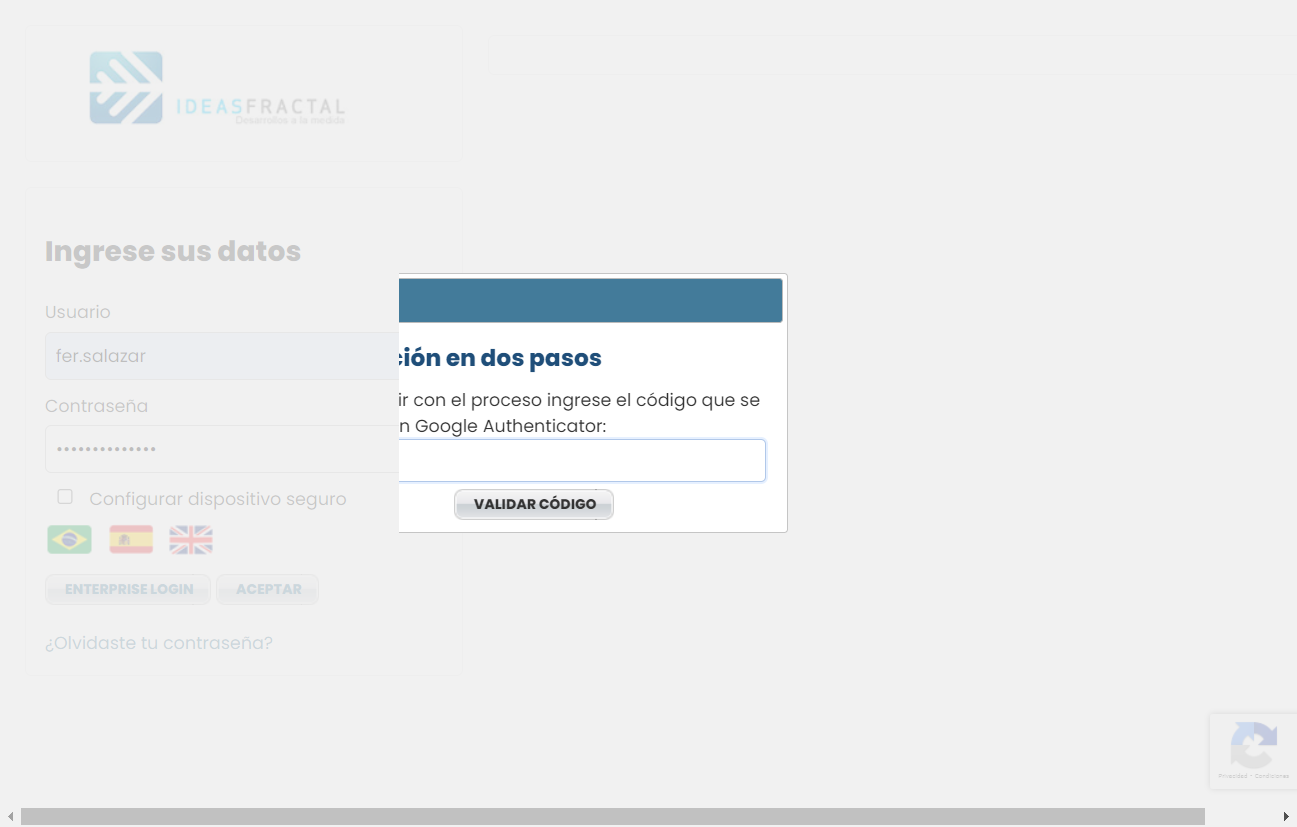 IDEASFRACTAL
Desarrollos a la medida
Ingrese sus datos
Usuario
fer.salazar
Contraseña
••••••••••••••
Configurar dispositivo seguro
ENTERPRISE LOGIN ACEPTAR
¿Olvidaste tu contraseña?
ción en dos pasos
ir con el proceso ingrese el código que se
n Google Authenticator:
VALIDAR CÓDIGO
Privacidad - Condiciones